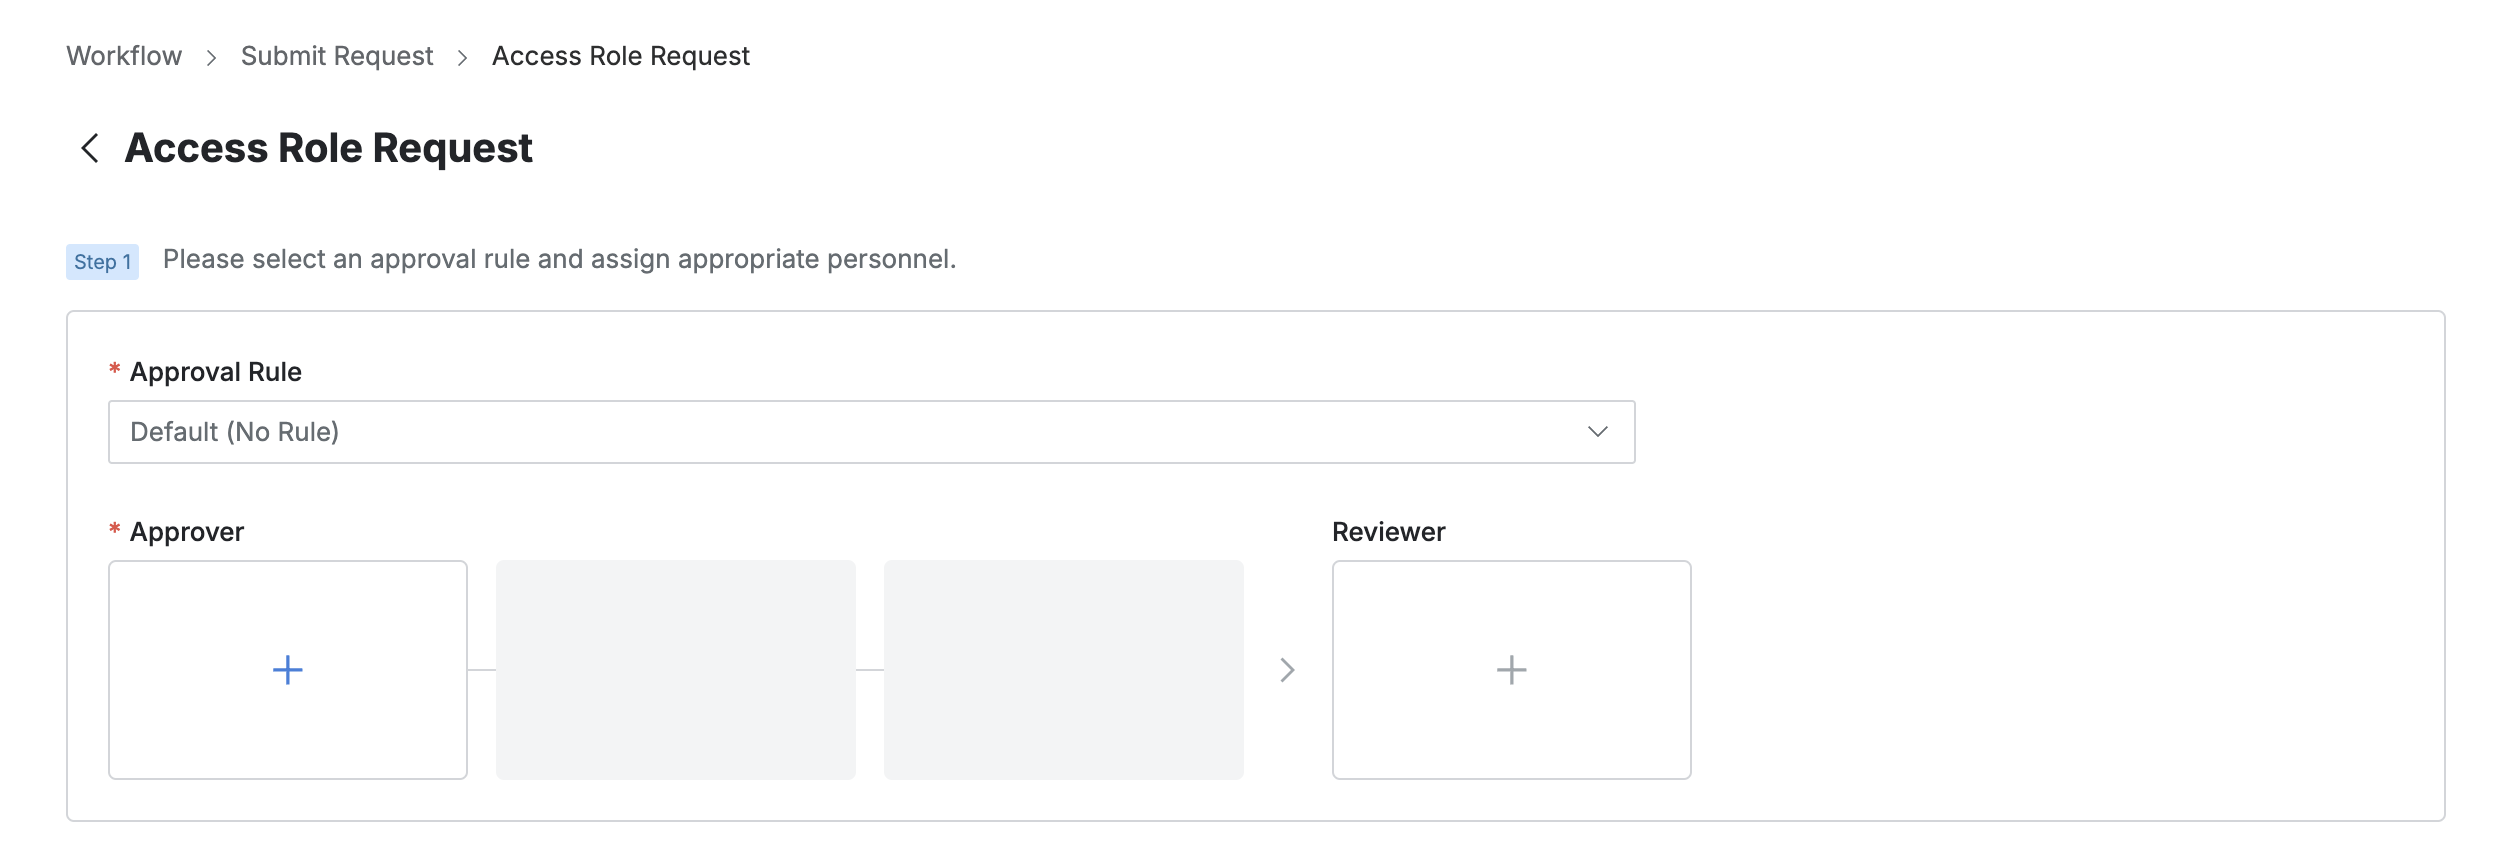 Workflow > Submit Request > Access Role Request
Access Role Request
Step 1 Please select an approval rule and assign appropriate personnel.
* Approval Rule
Default (No Rule)
* Approver Reviewer